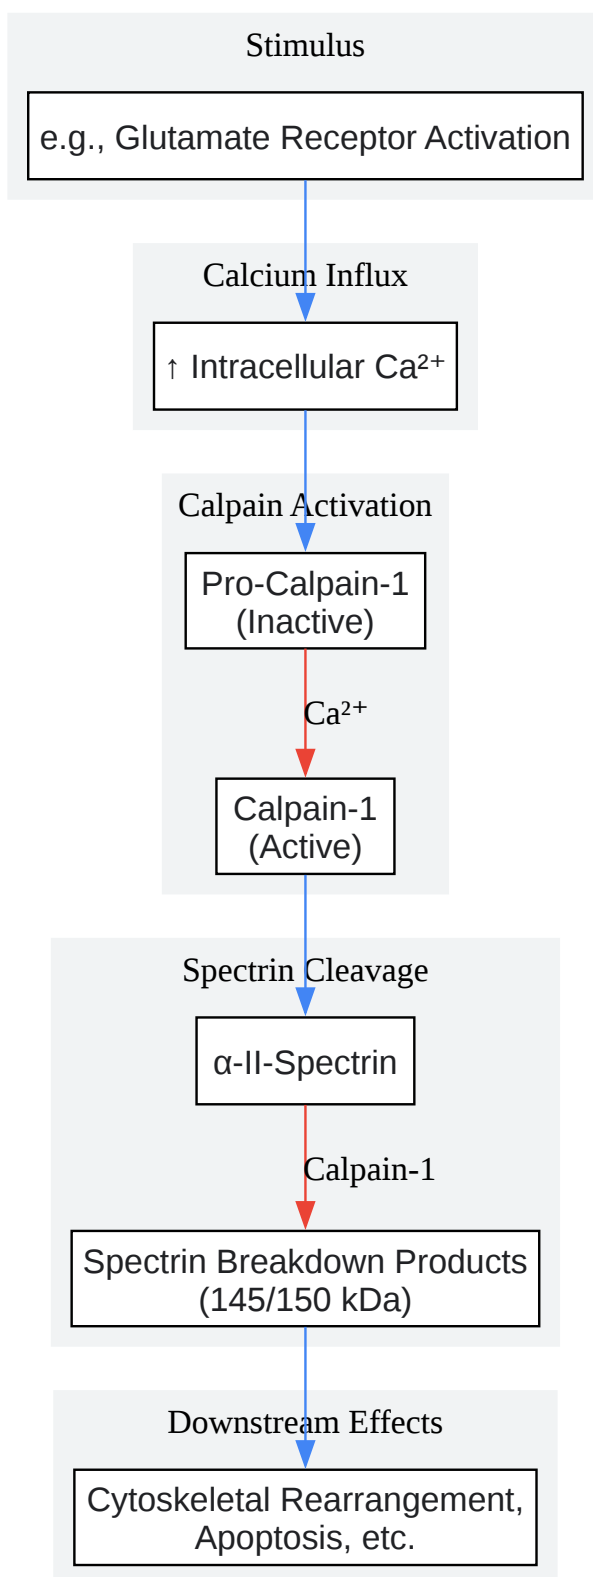 Stimulus
e.g., Glutamate Receptor Activation
Calcium Influx
↑ Intracellular Ca²⁺
Calpain Activation
Pro-Calpain-1
(Inactive)
Ca²⁺
Calpain-1
(Active)
Spectrin Cleavage
α-II-Spectrin
Calpain-1
Spectrin Breakdown Products
(145/150 kDa)
Downstream Effects
Cytoskeletal Rearrangement,
Apoptosis, etc.